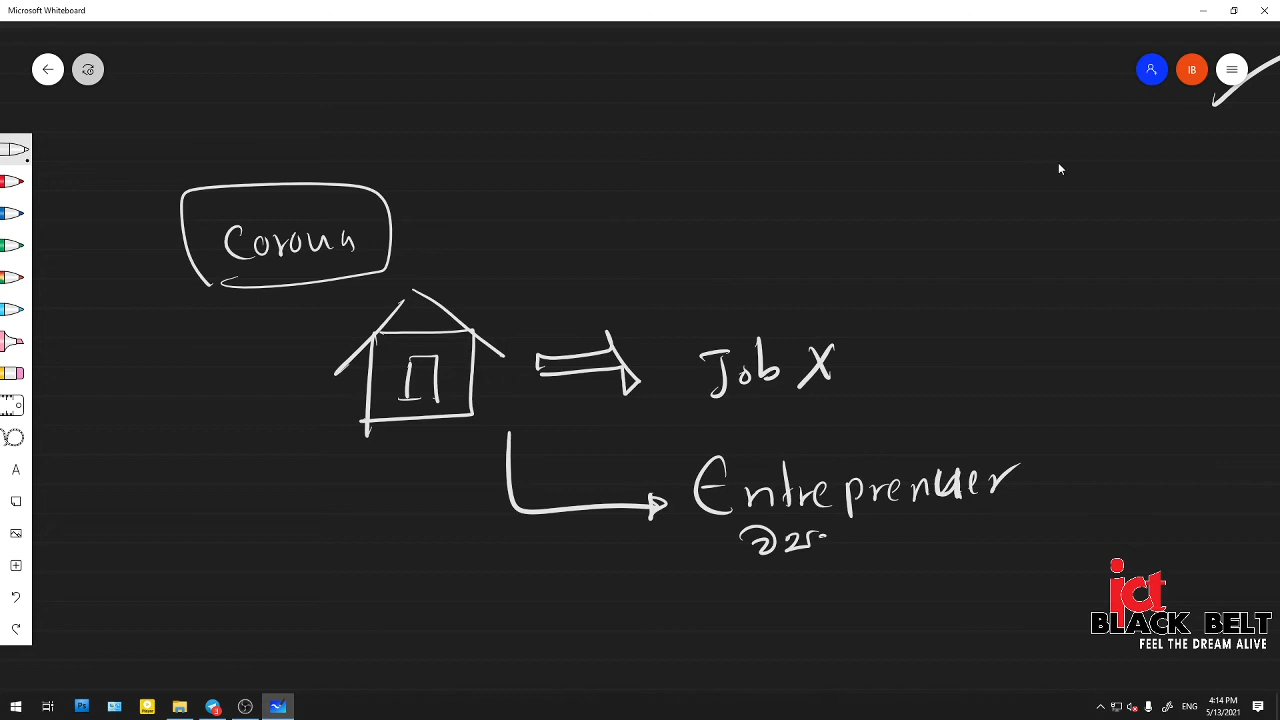 Microsoft Whiteboard
IB
Corona
Job X
Entreprenuer
A
ict
BLACK BELT
FEEL THE DREAM ALIVE
ENG
4:14 PM
5/13/2021